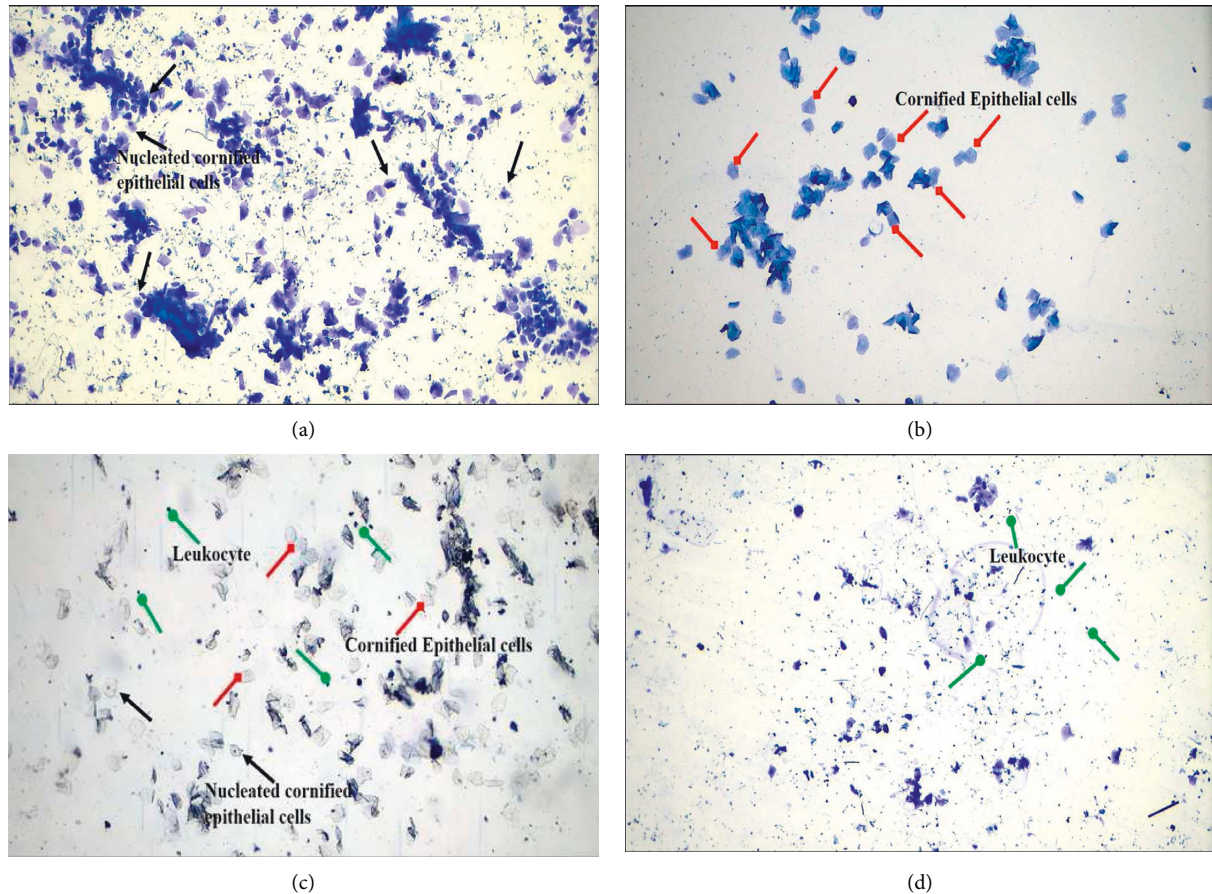 Nucleated cornified
epithelial cells
(a)
Cornified Epithelial cells
(b)
Leukocyte
Cornified Epithelial cells
Nucleated cornified
epithelial cells
(c)
Leukocyte
(d)